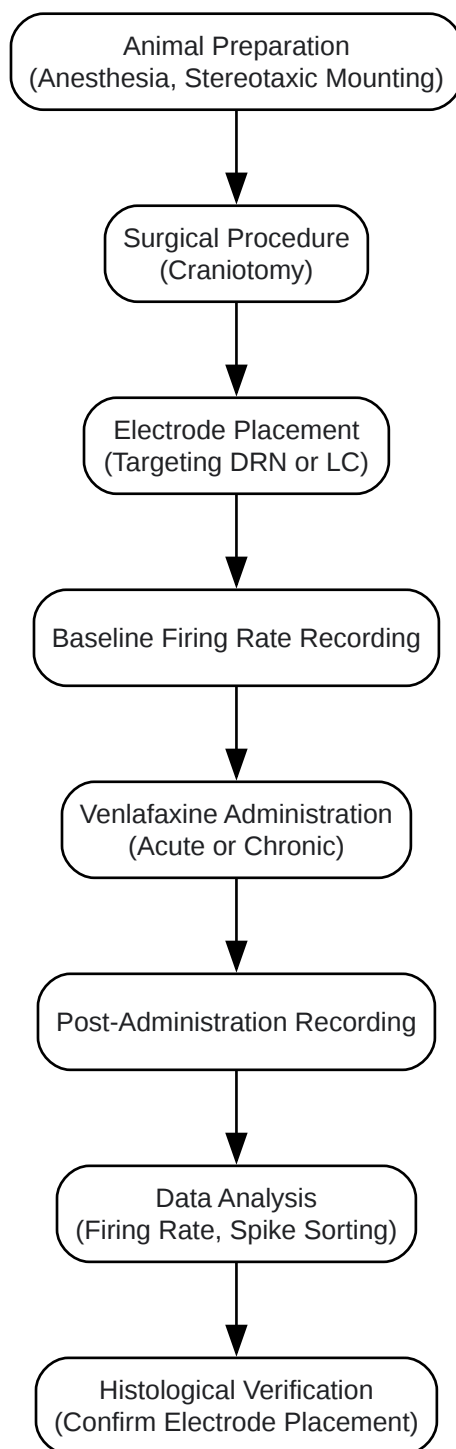 Animal Preparation
(Anesthesia, Stereotaxic Mounting)
Surgical Procedure
(Craniotomy)
Electrode Placement
(Targeting DRN or LC)
Baseline Firing Rate Recording
Venlafaxine Administration
(Acute or Chronic)
Post-Administration Recording
Data Analysis
(Firing Rate, Spike Sorting)
Histological Verification
(Confirm Electrode Placement)